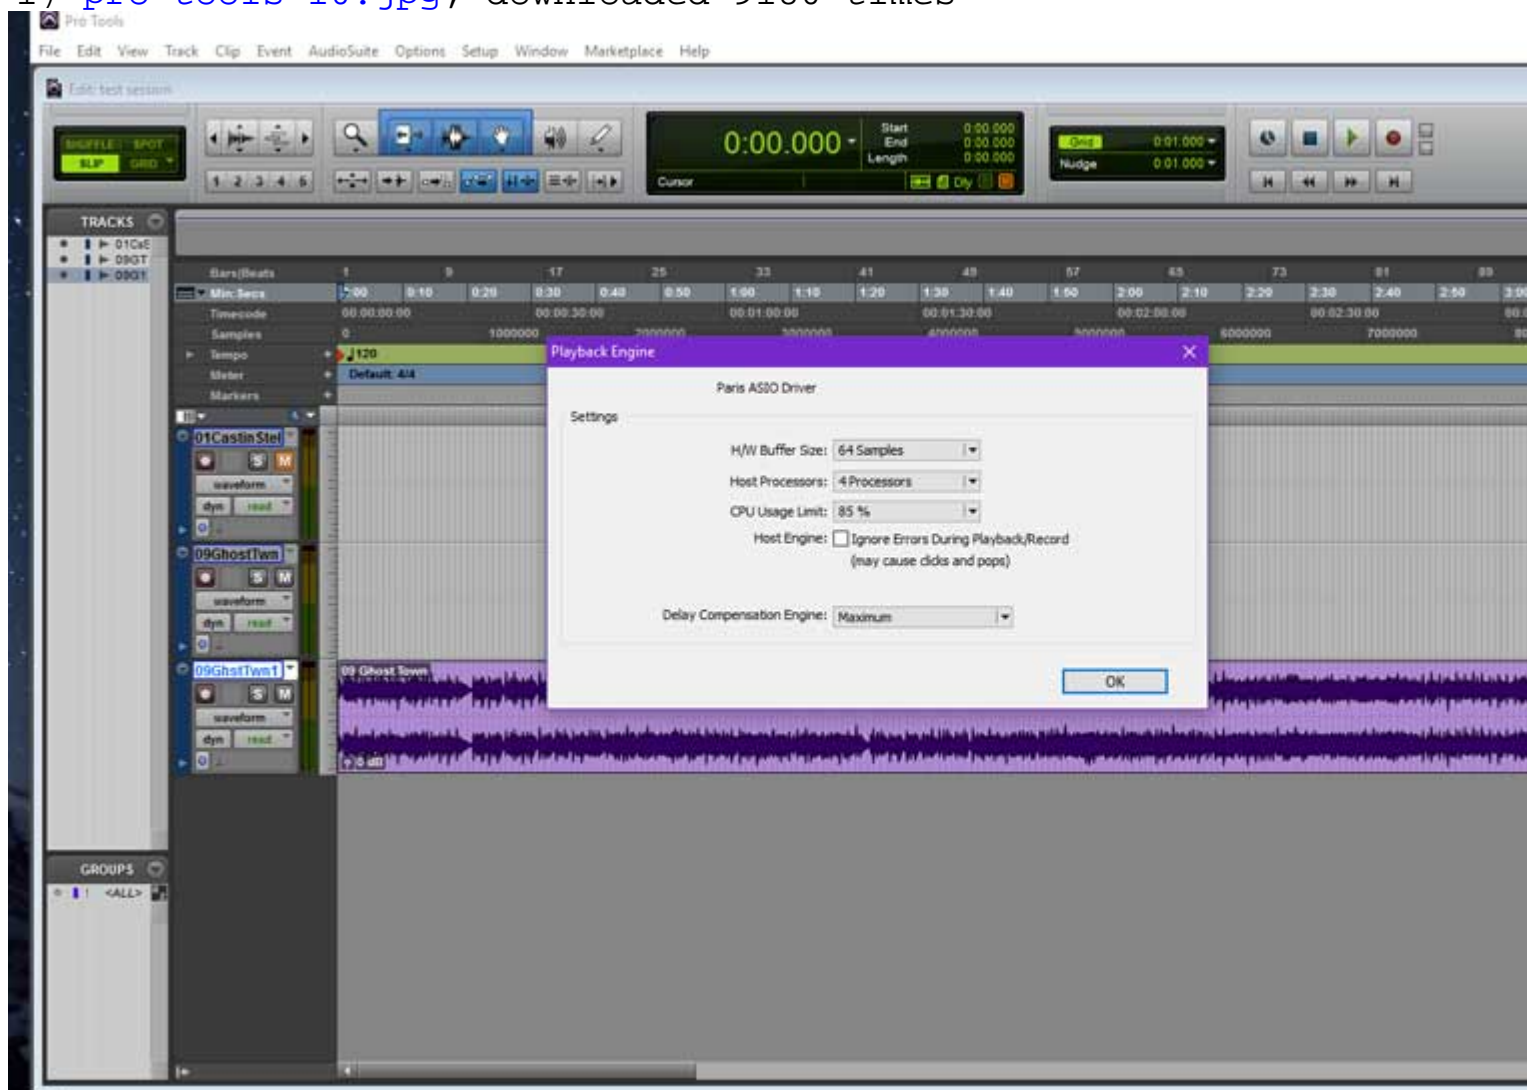 1) pro tools 10.jpg, downloaded 9160 times
Pro Tools
File Edit View Track Clip Event AudioSuite Options Setup Window Marketplace Help
Edit: test session
SHUFFLE SPOT
SLIP GRID
1 2 3 4 5
0:00.000
Start 0:00.000
End 0:00.000
Length 0:00.000
Cursor
Dly
Grid 0:01.000
Nudge 0:01.000
TRACKS
01CsS
09GT
09G1
Bars|Beats 1 9 17 25 33 41 49 57 65 73 81 89
Min:Secs 0:00 0:10 0:20 0:30 0:40 0:50 1:00 1:10 1:20 1:30 1:40 1:50 2:00 2:10 2:20 2:30 2:40 2:50 3:00
Timecode 00:00:00:00 00:00:30:00 00:01:00:00 00:01:30:00 00:02:00:00 00:02:30:00
Samples 0 1000000 2000000 3000000 4000000 5000000 6000000 7000000
Tempo 120
Meter Default: 4/4
Markers
Playback Engine
Paris ASIO Driver
Settings
H/W Buffer Size: 64 Samples
Host Processors: 4 Processors
CPU Usage Limit: 85 %
Host Engine: Ignore Errors During Playback/Record
(may cause clicks and pops)
Delay Compensation Engine: Maximum
OK
01CastinStel
S M
waveform
dyn read
09GhostTwn
S M
waveform
dyn read
09GhstTwn1
S M
waveform
dyn read
09 Ghost Town
0 dB
GROUPS
! <ALL>